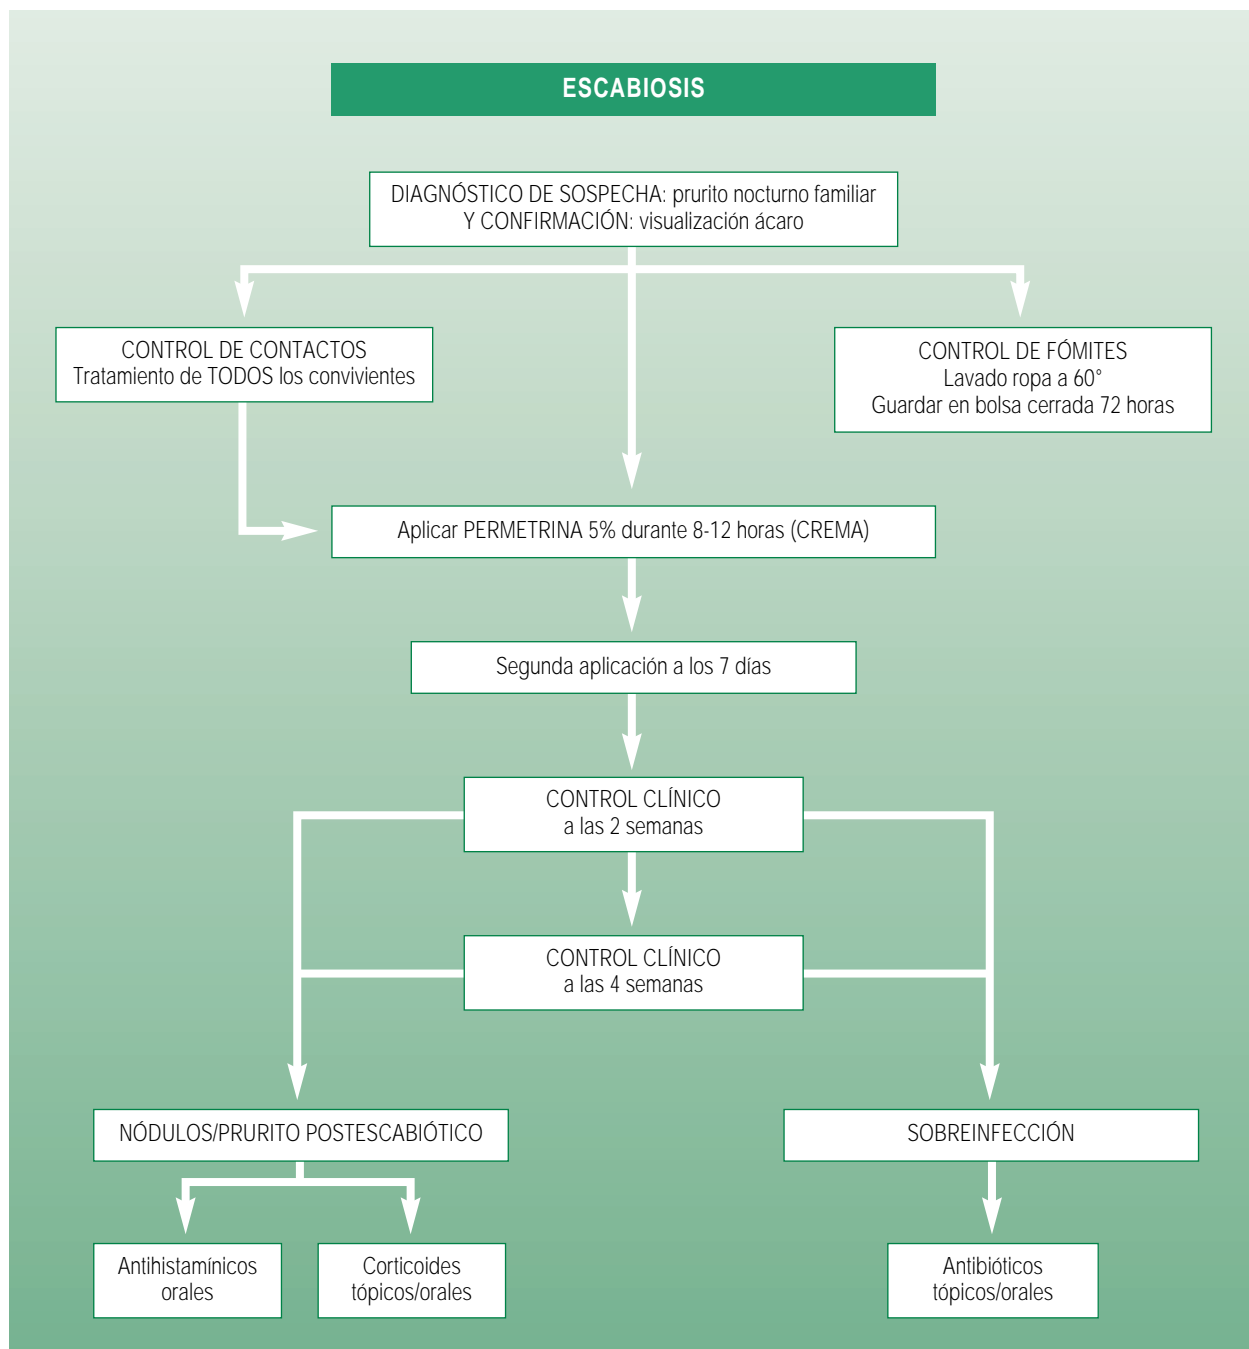 ESCABIOSIS
DIAGNÓSTICO DE SOSPECHA: prurito nocturno familiar
Y CONFIRMACIÓN: visualización ácaro
CONTROL DE CONTACTOS
Tratamiento de TODOS los convivientes
CONTROL DE FÓMITES
Lavado ropa a 60°
Guardar en bolsa cerrada 72 horas
Aplicar PERMETRINA 5% durante 8-12 horas (CREMA)
Segunda aplicación a los 7 días
CONTROL CLÍNICO
a las 2 semanas
CONTROL CLÍNICO
a las 4 semanas
NÓDULOS/PRURITO POSTESCABIÓTICO
SOBREINFECCIÓN
Antihistamínicos
orales
Corticoides
tópicos/orales
Antibióticos
tópicos/orales